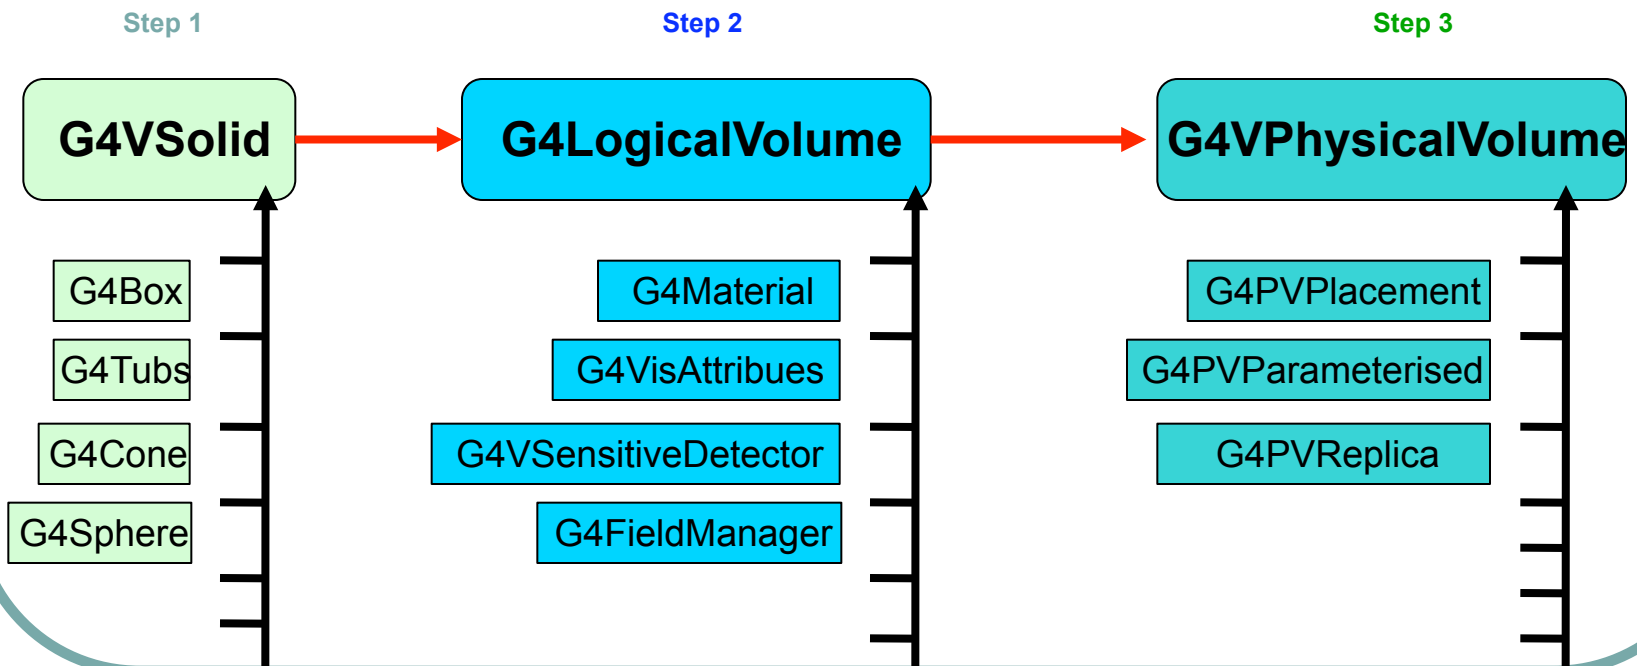 Step 1
Step 2
Step 3
G4VSolid
G4LogicalVolume
G4VPhysicalVolume
G4Box
G4Material
G4PVPlacement
G4Tubs
G4VisAttribues
G4PVParameterised
G4Cone
G4VSensitiveDetector
G4PVReplica
G4Sphere
G4FieldManager